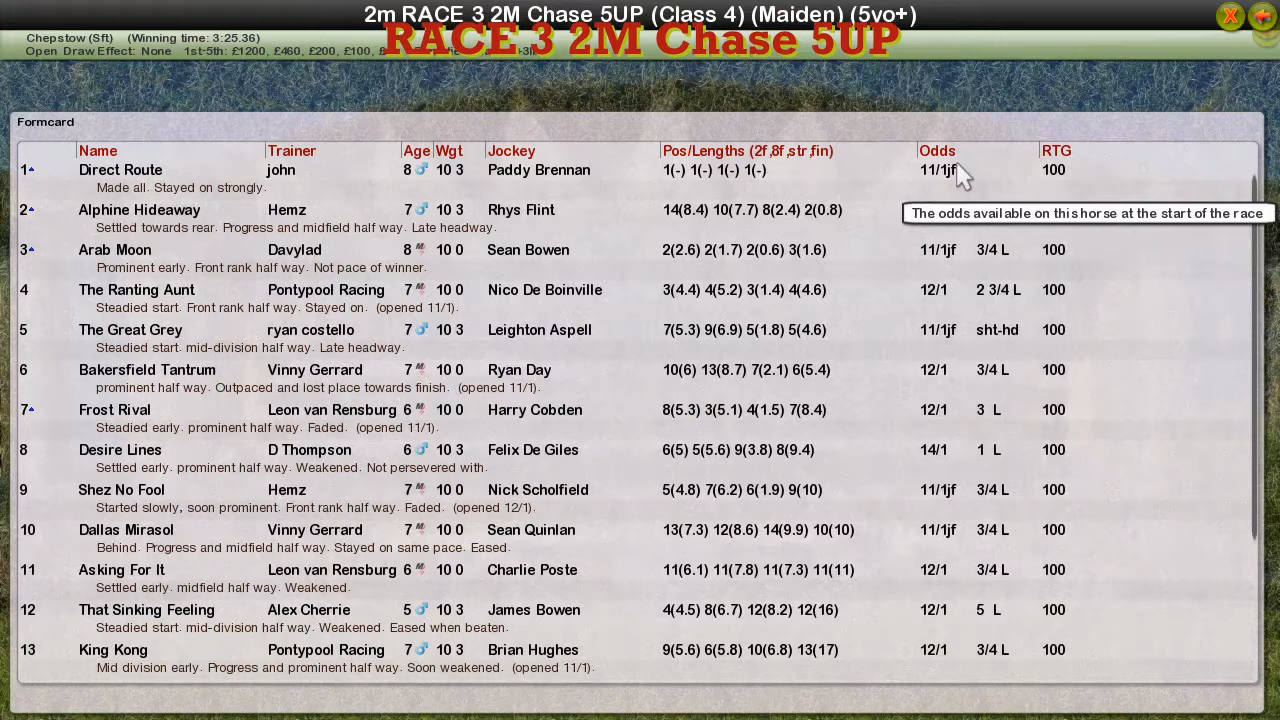 2m RACE 3 2M Chase 5UP (Class 4) (Maiden) (5vo+)
RACE 3 2M Chase 5UP
Chepstow (Sft) (Winning time: 3:25.36)
Open Draw Effect: None 1st-5th: £1200, £460, £200, £100,
Formcard
Name Trainer Age Wgt Jockey Pos/Lengths (2f,8f,str,fin) Odds RTG
1 Direct Route john 8 10 3 Paddy Brennan 1(-) 1(-) 1(-) 1(-) 11/1jf 100
Made all. Stayed on strongly.
The odds available on this horse at the start of the race
2 Alphine Hideaway Hemz 7 10 3 Rhys Flint 14(8.4) 10(7.7) 8(2.4) 2(0.8)
Settled towards rear. Progress and midfield half way. Late headway.
3 Arab Moon Davylad 8 10 0 Sean Bowen 2(2.6) 2(1.7) 2(0.6) 3(1.6) 11/1jf 3/4 L 100
Prominent early. Front rank half way. Not pace of winner.
4 The Ranting Aunt Pontypool Racing 7 10 0 Nico De Boinville 3(4.4) 4(5.2) 3(1.4) 4(4.6) 12/1 2 3/4 L 100
Steadied start. Front rank half way. Stayed on. (opened 11/1).
5 The Great Grey ryan costello 7 10 3 Leighton Aspell 7(5.3) 9(6.9) 5(1.8) 5(4.6) 11/1jf sht-hd 100
Steadied start. mid-division half way. Late headway.
6 Bakersfield Tantrum Vinny Gerrard 7 10 0 Ryan Day 10(6) 13(8.7) 7(2.1) 6(5.4) 12/1 3/4 L 100
prominent half way. Outpaced and lost place towards finish. (opened 11/1).
7 Frost Rival Leon van Rensburg 6 10 0 Harry Cobden 8(5.3) 3(5.1) 4(1.5) 7(8.4) 12/1 3 L 100
Steadied early. prominent half way. Faded. (opened 11/1).
8 Desire Lines D Thompson 6 10 3 Felix De Giles 6(5) 5(5.6) 9(3.8) 8(9.4) 14/1 1 L 100
Settled early. prominent half way. Weakened. Not persevered with.
9 Shez No Fool Hemz 7 10 0 Nick Scholfield 5(4.8) 7(6.2) 6(1.9) 9(10) 11/1jf 3/4 L 100
Started slowly, soon prominent. Front rank half way. Faded. (opened 12/1).
10 Dallas Mirasol Vinny Gerrard 7 10 0 Sean Quinlan 13(7.3) 12(8.6) 14(9.9) 10(10) 11/1jf 3/4 L 100
Behind. Progress and midfield half way. Stayed on same pace. Eased.
11 Asking For It Leon van Rensburg 6 10 0 Charlie Poste 11(6.1) 11(7.8) 11(7.3) 11(11) 12/1 3/4 L 100
Settled early. midfield half way. Weakened.
12 That Sinking Feeling Alex Cherrie 5 10 3 James Bowen 4(4.5) 8(6.7) 12(8.2) 12(16) 12/1 5 L 100
Steadied start. mid-division half way. Weakened. Eased when beaten.
13 King Kong Pontypool Racing 7 10 3 Brian Hughes 9(5.6) 6(5.8) 10(6.8) 13(17) 12/1 3/4 L 100
Mid division early. Progress and prominent half way. Soon weakened. (opened 11/1).